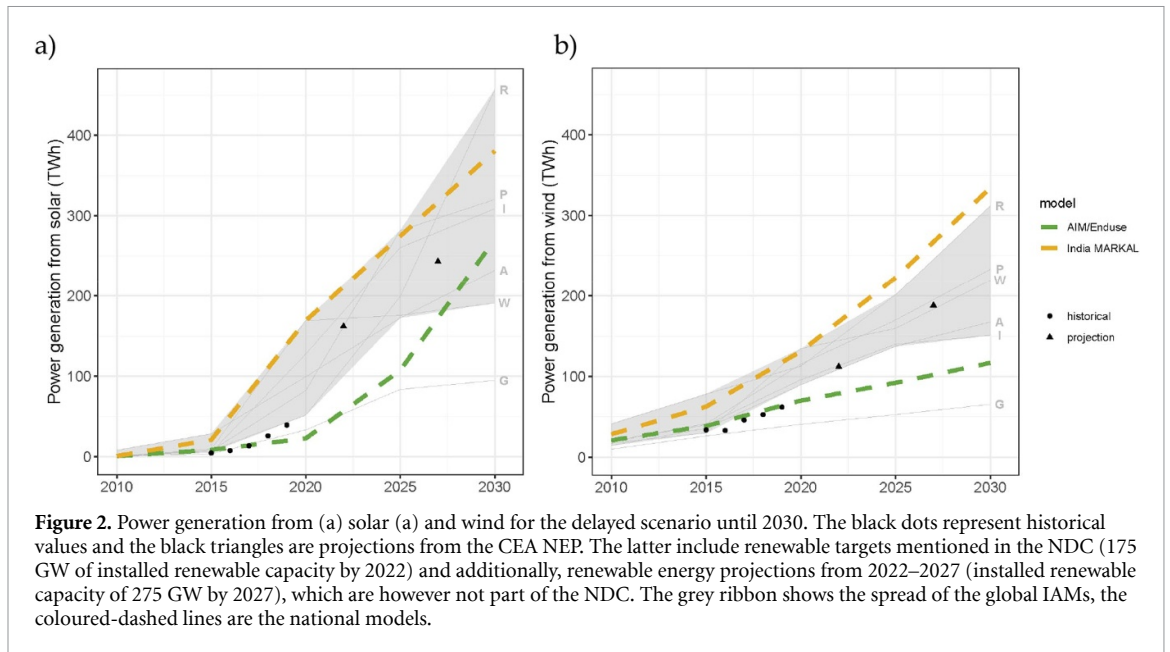 a)
b)
Power generation from solar (TWh)
400
300
200
100
0
2010
2015
2020
2025
2030
R
P
I
A
W
G
Power generation from wind (TWh)
400
300
200
100
0
2010
2015
2020
2025
2030
R
P
W
A
I
G
model
AIM/Enduse
India MARKAL
historical
projection
Figure 2. Power generation from (a) solar (a) and wind for the delayed scenario until 2030. The black dots represent historical
values and the black triangles are projections from the CEA NEP. The latter include renewable targets mentioned in the NDC (175
GW of installed renewable capacity by 2022) and additionally, renewable energy projections from 2022–2027 (installed renewable
capacity of 275 GW by 2027), which are however not part of the NDC. The grey ribbon shows the spread of the global IAMs, the
coloured-dashed lines are the national models.